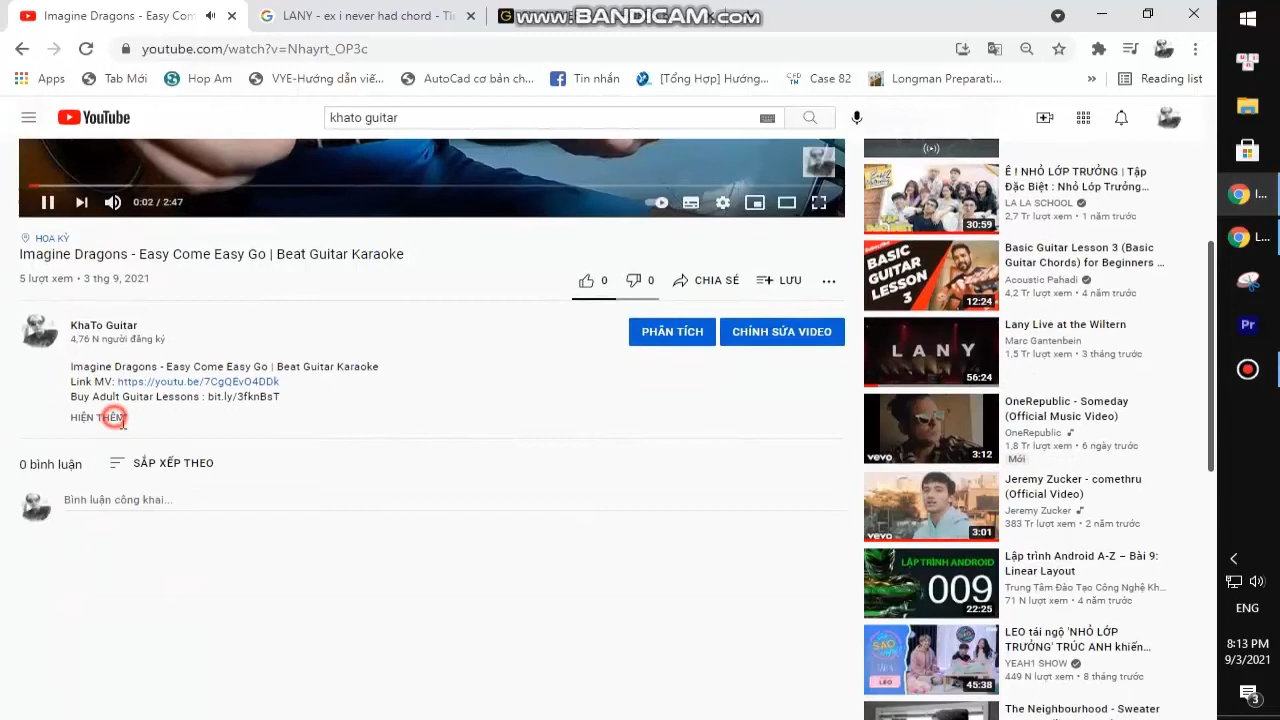 Imagine Dragons - Easy Com
LANY - ex i never had chord - Th
www.BANDICAM.com
youtube.com/watch?v=Nhayrt_OP3c
Apps
Tab Mới
Hop Am
VYE-Hướng dẫn viế...
AutoCad cơ bản ch...
Tin nhắn
[Tổng Hợp] Hướng...
CFD
Case 82
Longman Preparati...
»
Reading list
YouTube
khato guitar
0:02 / 2:47
HOA KỲ
Imagine Dragons - Easy Come Easy Go | Beat Guitar Karaoke
5 lượt xem • 3 thg 9, 2021
0
0
CHIA SẺ
LƯU
KhaTo Guitar
4,76 N người đăng ký
PHÂN TÍCH
CHỈNH SỬA VIDEO
Imagine Dragons - Easy Come Easy Go | Beat Guitar Karaoke
Link MV: https://youtu.be/7CgQEvO4DDk
Buy Adult Guitar Lessons : bit.ly/3fknBsT
HIỆN THÊM
0 bình luận
SẮP XẾP THEO
Bình luận công khai...
30:59
Ê ! NHỎ LỚP TRƯỞNG | Tập
Đặc Biệt : Nhỏ Lớp Trưởng...
LA LA SCHOOL
2,7 Tr lượt xem • 1 năm trước
BASIC
GUITAR
LESSON
3
12:24
Basic Guitar Lesson 3 (Basic
Guitar Chords) for Beginners ...
Acoustic Pahadi
4,2 Tr lượt xem • 4 năm trước
LANY
56:24
Lany Live at the Wiltern
Marc Gantenbein
1,5 Tr lượt xem • 3 tháng trước
vevo
3:12
OneRepublic - Someday
(Official Music Video)
OneRepublic
1,8 Tr lượt xem • 6 ngày trước
Mới
vevo
3:01
Jeremy Zucker - comethru
(Official Video)
Jeremy Zucker
383 Tr lượt xem • 2 năm trước
LẬP TRÌNH ANDROID
009
22:25
Lập trình Android A-Z – Bài 9:
Linear Layout
Trung Tâm Đào Tạo Công Nghệ Kh...
71 N lượt xem • 4 năm trước
LEO
45:38
LEO tái ngộ 'NHỎ LỚP
TRƯỞNG' TRÚC ANH khiến...
YEAH1 SHOW
449 N lượt xem • 8 tháng trước
The Neighbourhood - Sweater
I...
L...
Pr
ENG
8:13 PM
9/3/2021
3